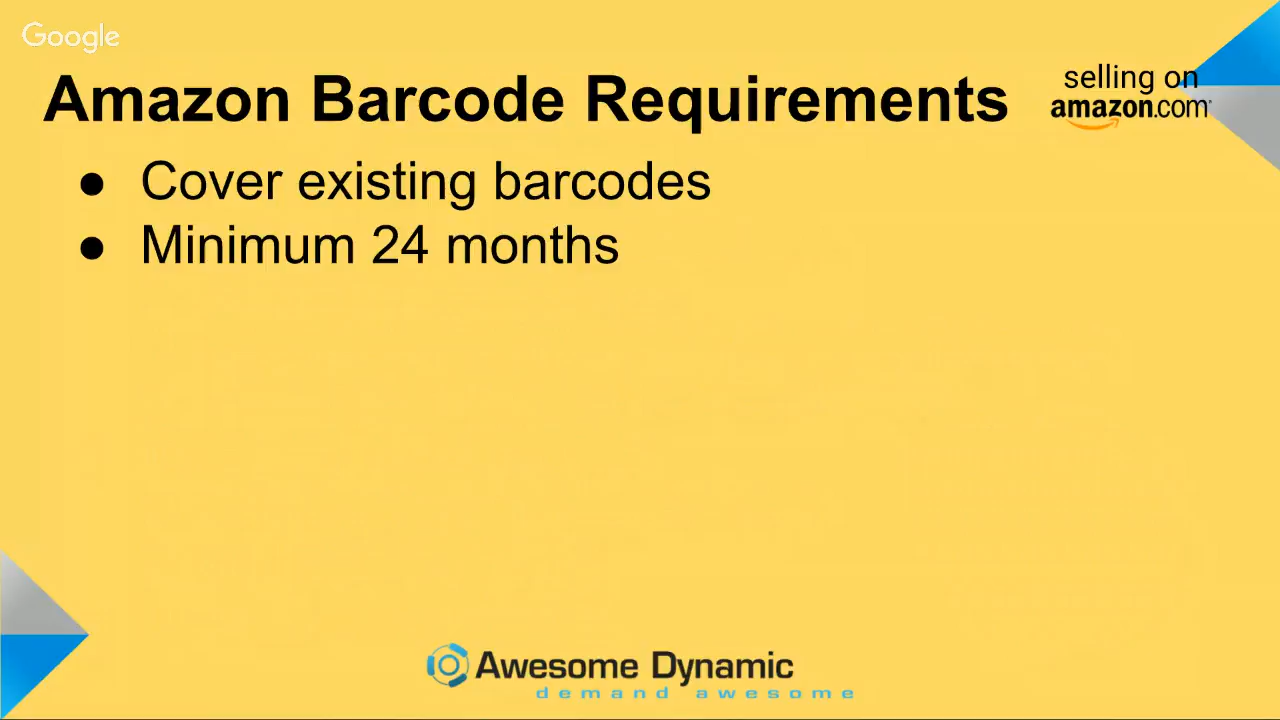 Google
Amazon Barcode Requirements
selling on
amazon.com
● Cover existing barcodes
● Minimum 24 months
Awesome Dynamic
demand awesome